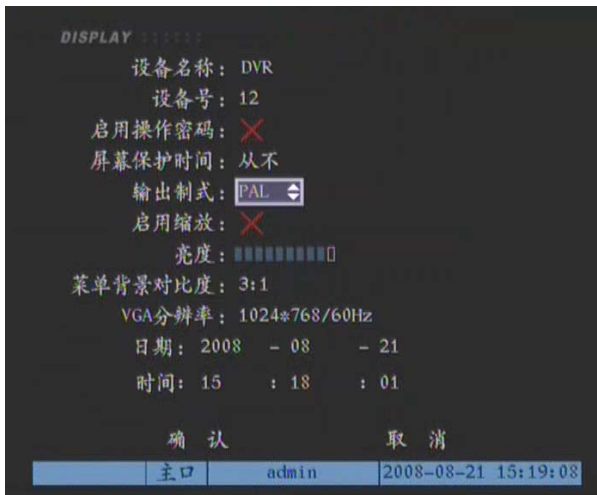 DISPLAY ::::::
设备名称: DVR
设备号: 12
启用操作密码:
屏幕保护时间: 从不
输出制式: PAL
启用缩放:
亮度:
菜单背景对比度: 3:1
VGA分辨率: 1024*768/60Hz
日期: 2008 - 08 - 21
时间: 15 : 18 : 01
确 认 取 消
主口 admin 2008-08-21 15:19:08